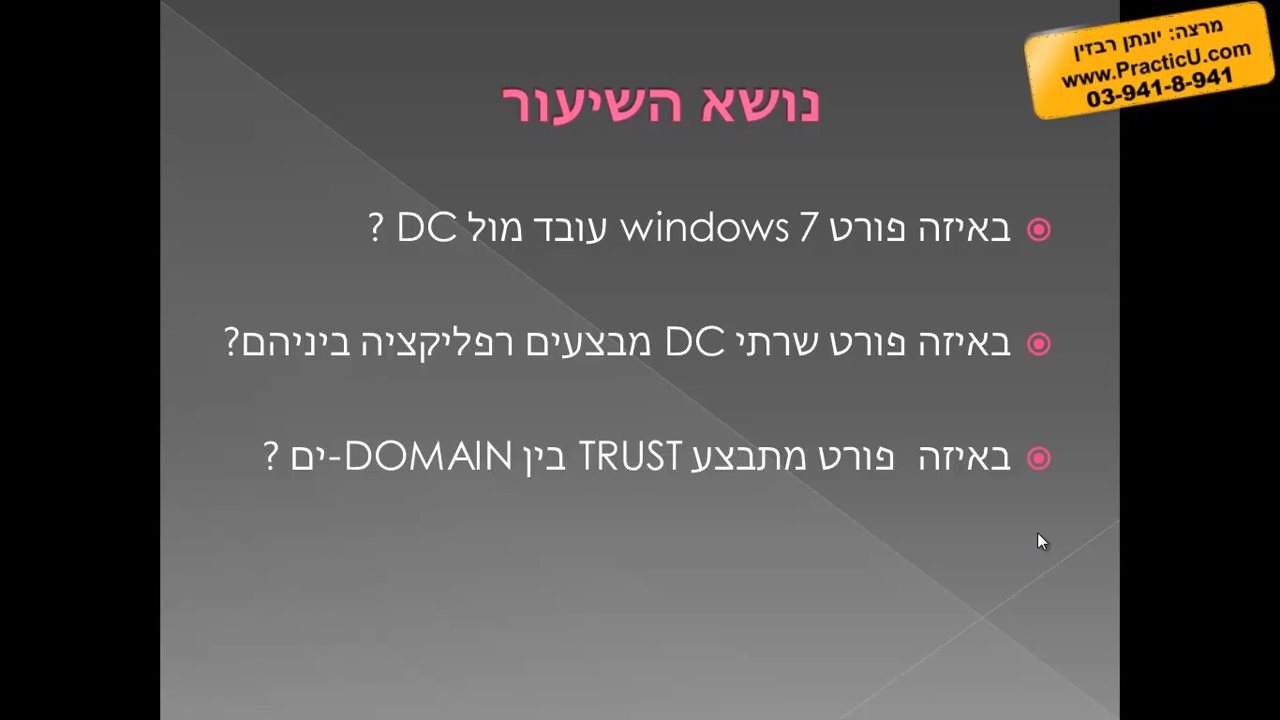 מרצה: יונתן רבזין
www.PracticU.com
03-941-8-941
נושא השיעור
באיזה פורט windows 7 עובד מול DC ?
באיזה פורט שרתי DC מבצעים רפליקציה ביניהם?
באיזה פורט מתבצע TRUST בין DOMAIN-ים ?